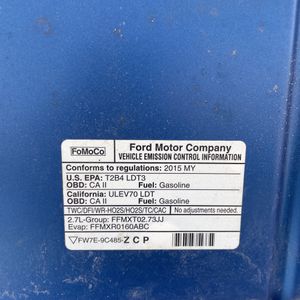 FoMoCo
Ford Motor Company
VEHICLE EMISSION CONTROL INFORMATION
Conforms to regulations: 2015 MY
U.S. EPA: T2B4 LDT3
OBD: CA II Fuel: Gasoline
California: ULEV70 LDT
OBD: CA II Fuel: Gasoline
TWC/DFI/WR-HO2S/HO2S/TC/CAC
No adjustments needed.
2.7L-Group: FFMXT02.73JJ
Evap: FFMXR0160ABC
FW7E-9C485-ZCP